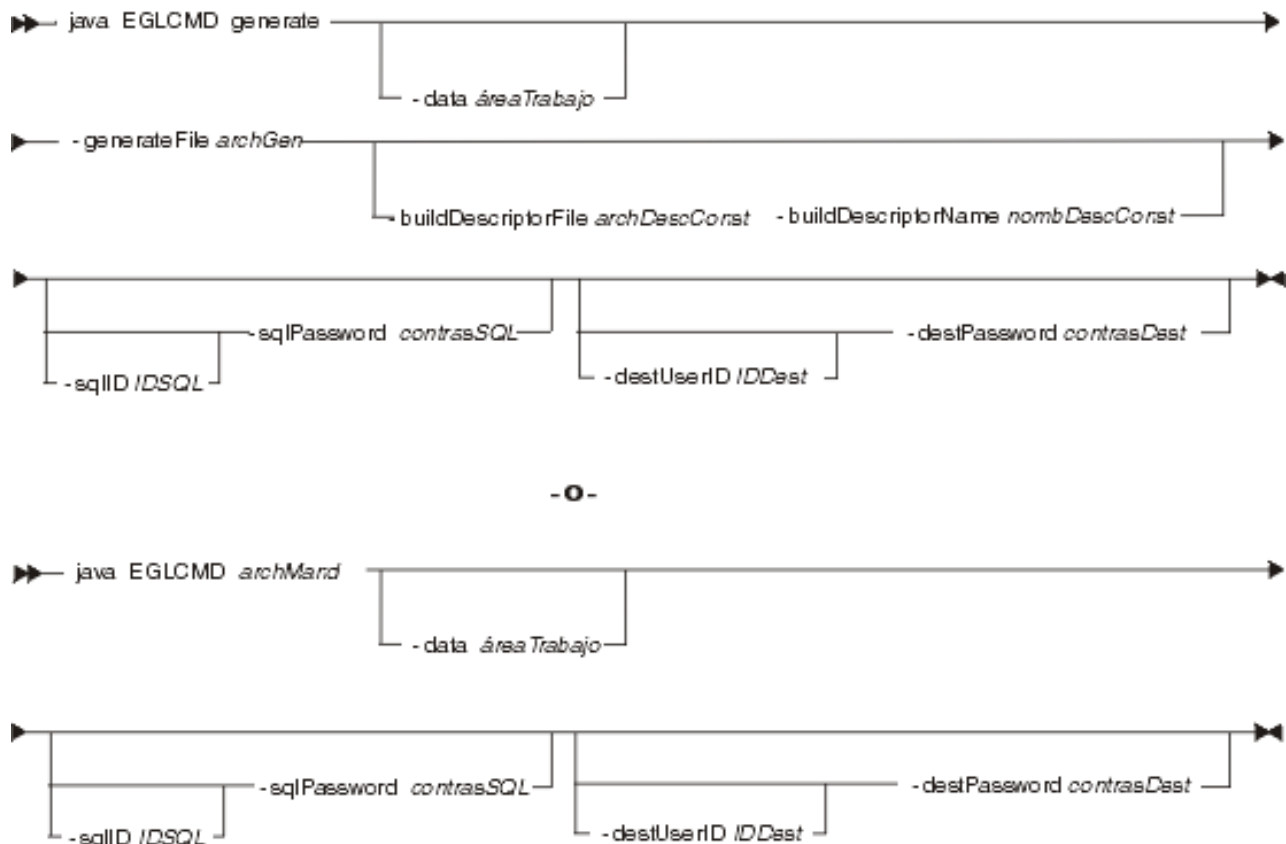 java EGLCMD generate
-data áreaTrabajo
-generateFile archGen
-buildDescriptorFile archDescConst -buildDescriptorName nombDescConst
-sqlPassword contrasSQL -destPassword contrasDest
-sqlID IDSQL -destUserID IDDest
-o-
java EGLCMD archMand
-data áreaTrabajo
-sqlPassword contrasSQL -destPassword contrasDest
-sqlID IDSQL -destUserID IDDest